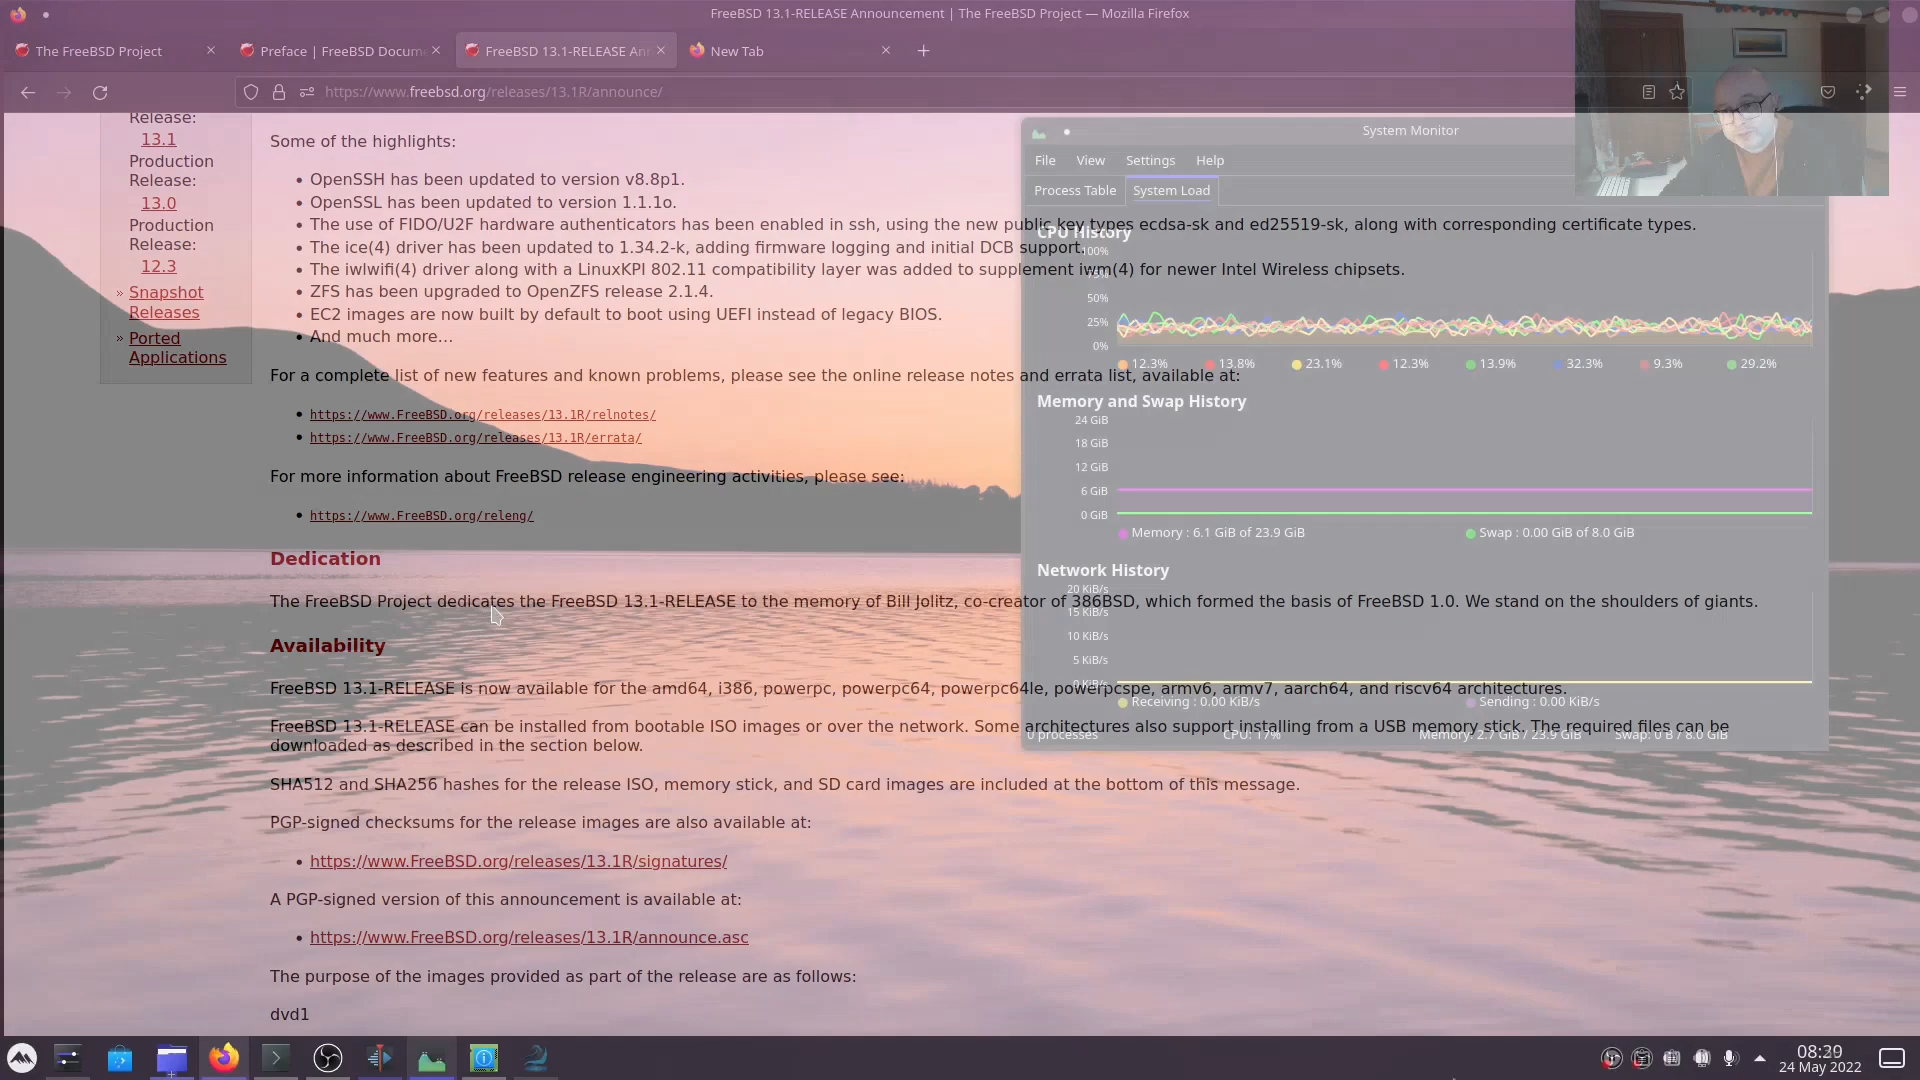 FreeBSD 13.1-RELEASE Announcement | The FreeBSD Project — Mozilla Firefox
The FreeBSD Project
Preface | FreeBSD Docum
FreeBSD 13.1-RELEASE An
New Tab
https://www.freebsd.org/releases/13.1R/announce/
Release:
13.1
Production
Release:
13.0
Production
Release:
12.3
» Snapshot
Releases
» Ported
Applications
Some of the highlights:
• OpenSSH has been updated to version v8.8p1.
• OpenSSL has been updated to version 1.1.1o.
• The use of FIDO/U2F hardware authenticators has been enabled in ssh, using the new public key types ecdsa-sk and ed25519-sk, along with corresponding certificate types.
• The ice(4) driver has been updated to 1.34.2-k, adding firmware logging and initial DCB support.
• The iwlwifi(4) driver along with a LinuxKPI 802.11 compatibility layer was added to supplement iwm(4) for newer Intel Wireless chipsets.
• ZFS has been upgraded to OpenZFS release 2.1.4.
• EC2 images are now built by default to boot using UEFI instead of legacy BIOS.
• And much more…
For a complete list of new features and known problems, please see the online release notes and errata list, available at:
• https://www.FreeBSD.org/releases/13.1R/relnotes/
• https://www.FreeBSD.org/releases/13.1R/errata/
For more information about FreeBSD release engineering activities, please see:
• https://www.FreeBSD.org/releng/
Dedication
The FreeBSD Project dedicates the FreeBSD 13.1-RELEASE to the memory of Bill Jolitz, co-creator of 386BSD, which formed the basis of FreeBSD 1.0. We stand on the shoulders of giants.
Availability
FreeBSD 13.1-RELEASE is now available for the amd64, i386, powerpc, powerpc64, powerpc64le, powerpcspe, armv6, armv7, aarch64, and riscv64 architectures.
FreeBSD 13.1-RELEASE can be installed from bootable ISO images or over the network. Some architectures also support installing from a USB memory stick. The required files can be
downloaded as described in the section below.
SHA512 and SHA256 hashes for the release ISO, memory stick, and SD card images are included at the bottom of this message.
PGP-signed checksums for the release images are also available at:
• https://www.FreeBSD.org/releases/13.1R/signatures/
A PGP-signed version of this announcement is available at:
• https://www.FreeBSD.org/releases/13.1R/announce.asc
The purpose of the images provided as part of the release are as follows:
dvd1
System Monitor
File View Settings Help
Process Table System Load
CPU History
100%
50%
25%
0%
12.3% 13.8% 23.1% 12.3% 13.9% 32.3% 9.3% 29.2%
Memory and Swap History
24 GiB
18 GiB
12 GiB
6 GiB
0 GiB
Memory : 6.1 GiB of 23.9 GiB Swap : 0.00 GiB of 8.0 GiB
Network History
20 KiB/s
15 KiB/s
10 KiB/s
5 KiB/s
0 KiB/s
Receiving : 0.00 KiB/s Sending : 0.00 KiB/s
0 processes CPU: 17% Memory: 2.7 GiB / 23.9 GiB Swap: 0 B / 8.0 GiB
24 May 2022